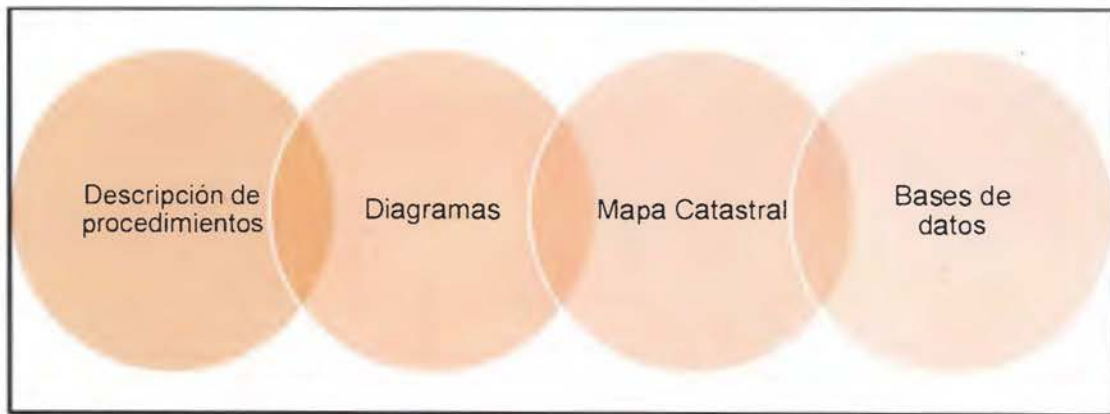 Descripción de
procedimientos
Diagramas
Mapa Catastral
Bases de
datos